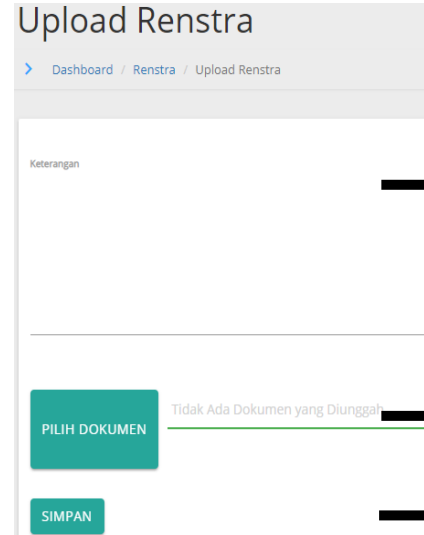 Upload Renstra
Dashboard / Renstra / Upload Renstra
Keterangan
Tidak Ada Dokumen yang Diunggah
PILIH DOKUMEN
SIMPAN